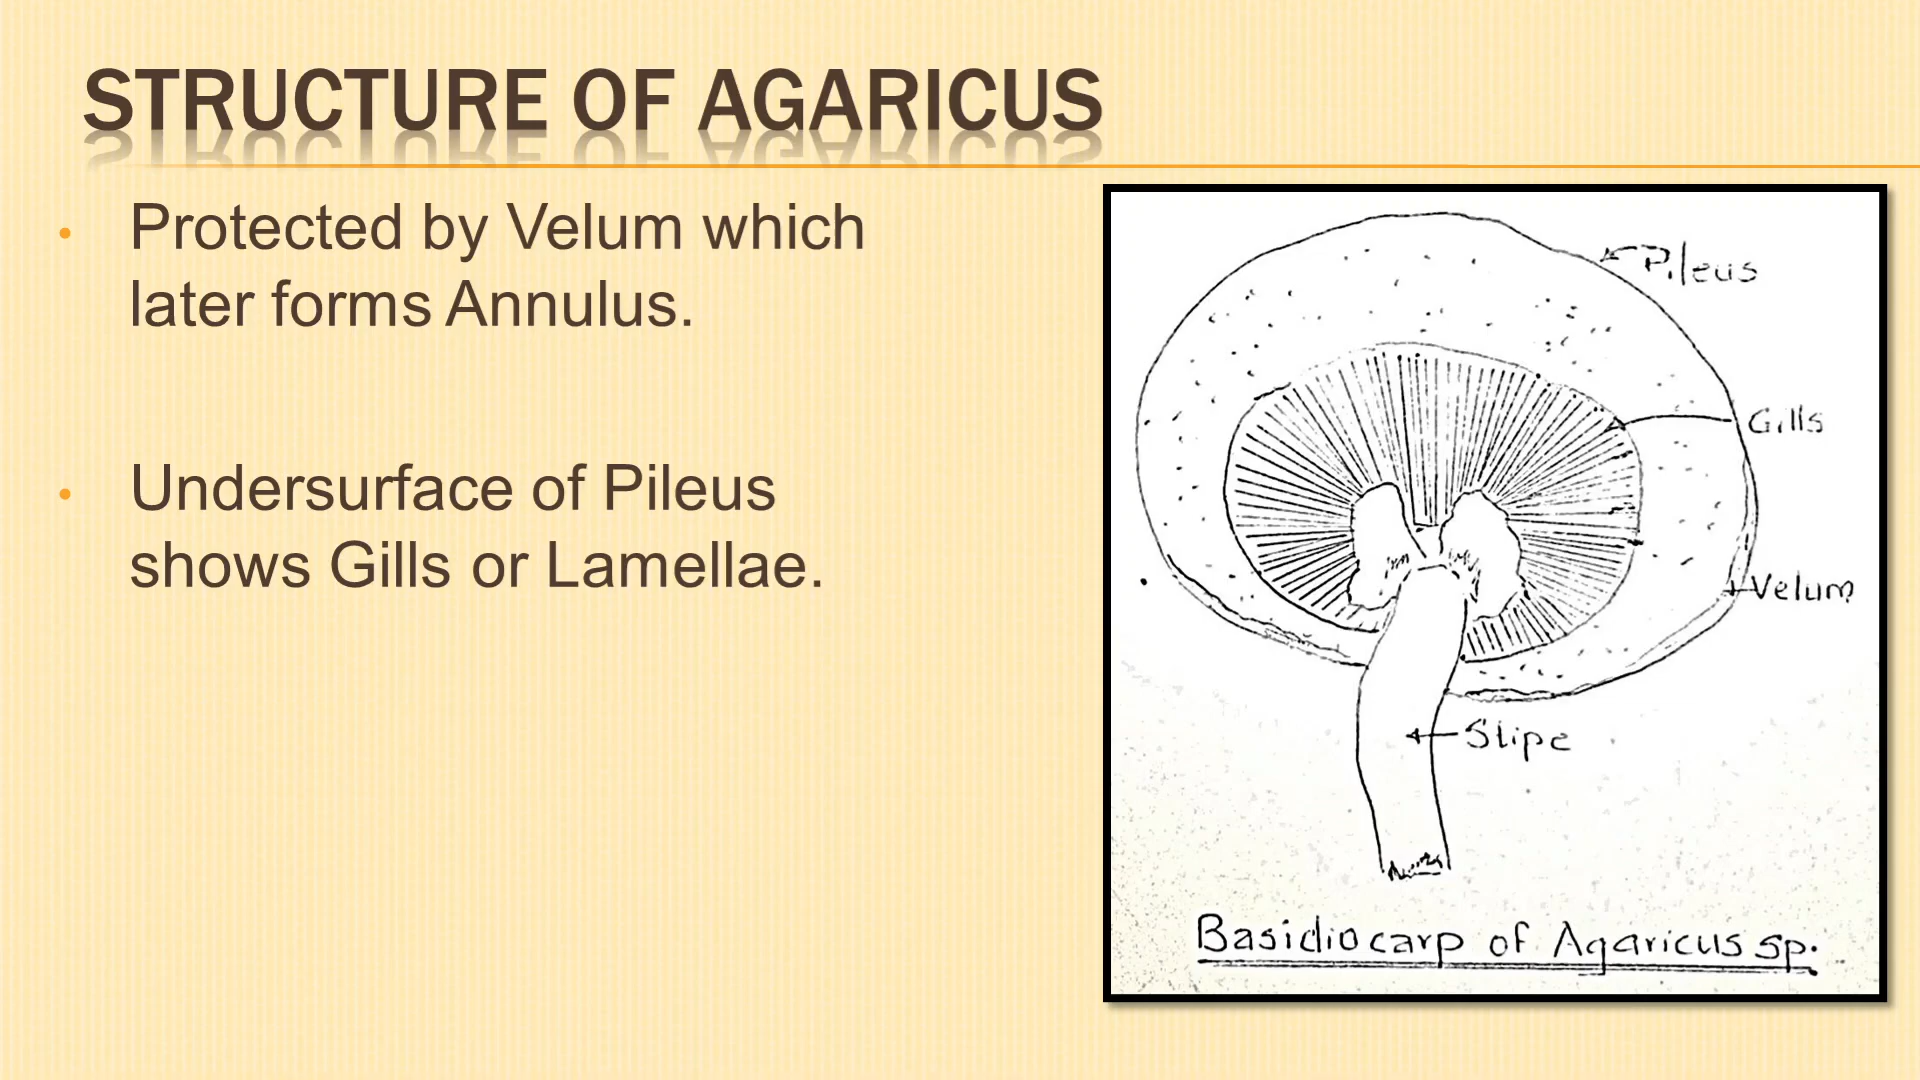 STRUCTURE OF AGARICUS
• Protected by Velum which
later forms Annulus.
• Undersurface of Pileus
shows Gills or Lamellae.
Pileus
Gills
Velum
Stipe
Basidiocarp of Agaricus sp.